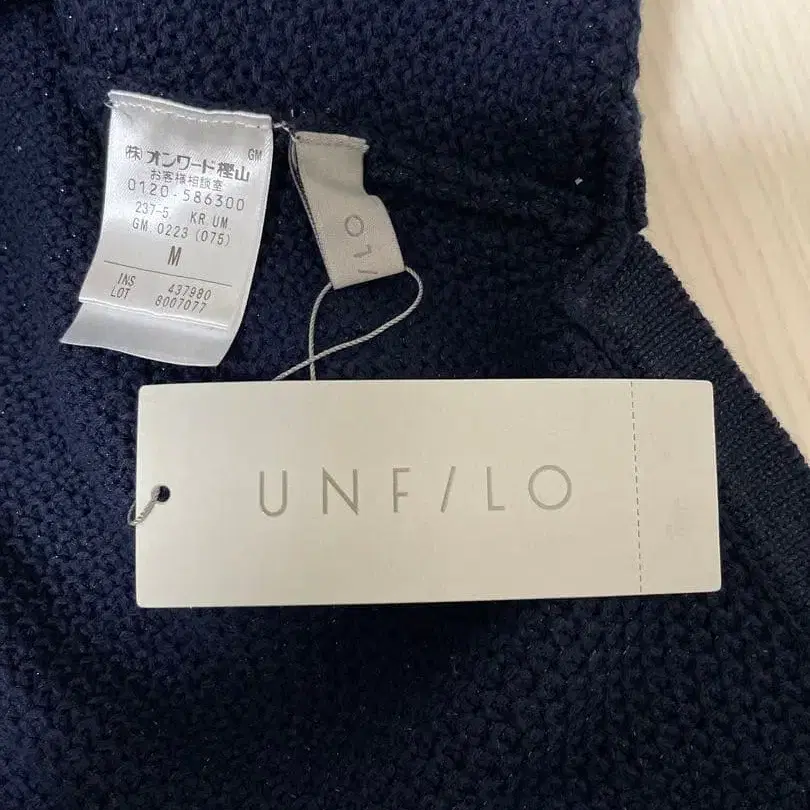 GM
㈱オンワード樫山
お客様相談室
0120-586300
237-5 KR UM
GM 0223 (075)
M
INS 437980
LOT 8007077
/LO
UNF/LO